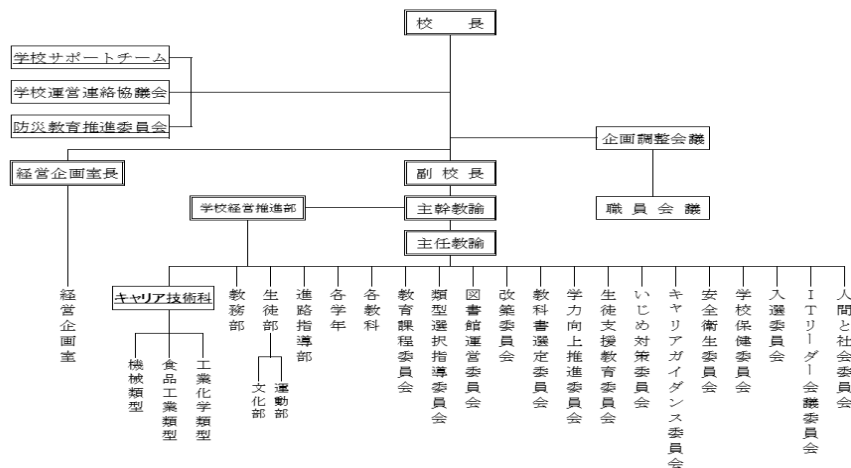 校長
学校サポートチーム
学校運営連絡協議会
防災教育推進委員会
企画調整会議
経営企画室長
副校長
学校経営推進部
主幹教諭
職員会議
主任教諭
経営企画室
キャリア技術科
教務部
生徒部
進路指導部
各学年
各教科
教育課程委員会
類型選択指導委員会
図書館運営委員会
改築委員会
教科書選定委員会
学力向上推進委員会
生徒支援教育委員会
いじめ対策委員会
キャリアガイダンス委員会
安全衛生委員会
学校保健委員会
入選委員会
ITリーダー会議委員会
人間と社会委員会
機械類型
食品工業類型
工業化学類型
文化部
運動部